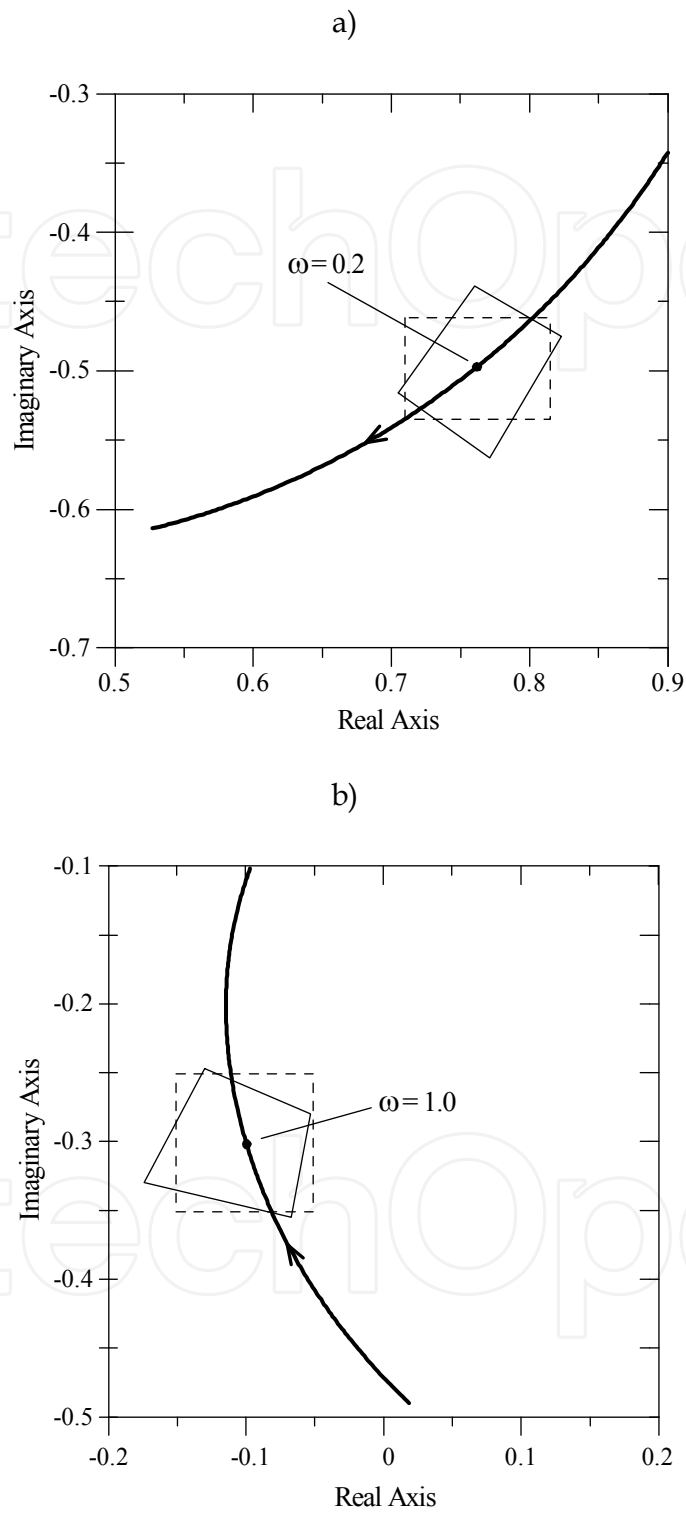 a)
-0.3
-0.4
ω= 0.2
Imaginary Axis
-0.5
-0.6
-0.7
0.5 0.6 0.7 0.8 0.9
Real Axis
b)
-0.1
-0.2
ω= 1.0
Imaginary Axis
-0.3
-0.4
-0.5
-0.2 -0.1 0 0.1 0.2
Real Axis
techOp
techOp